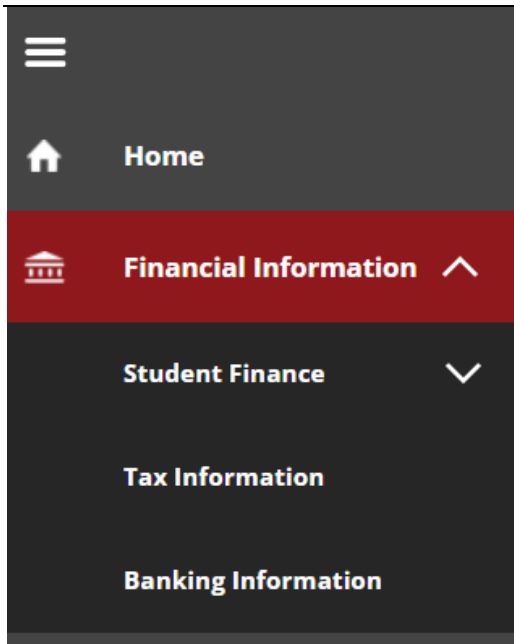 Home
Financial Information
Student Finance
Tax Information
Banking Information